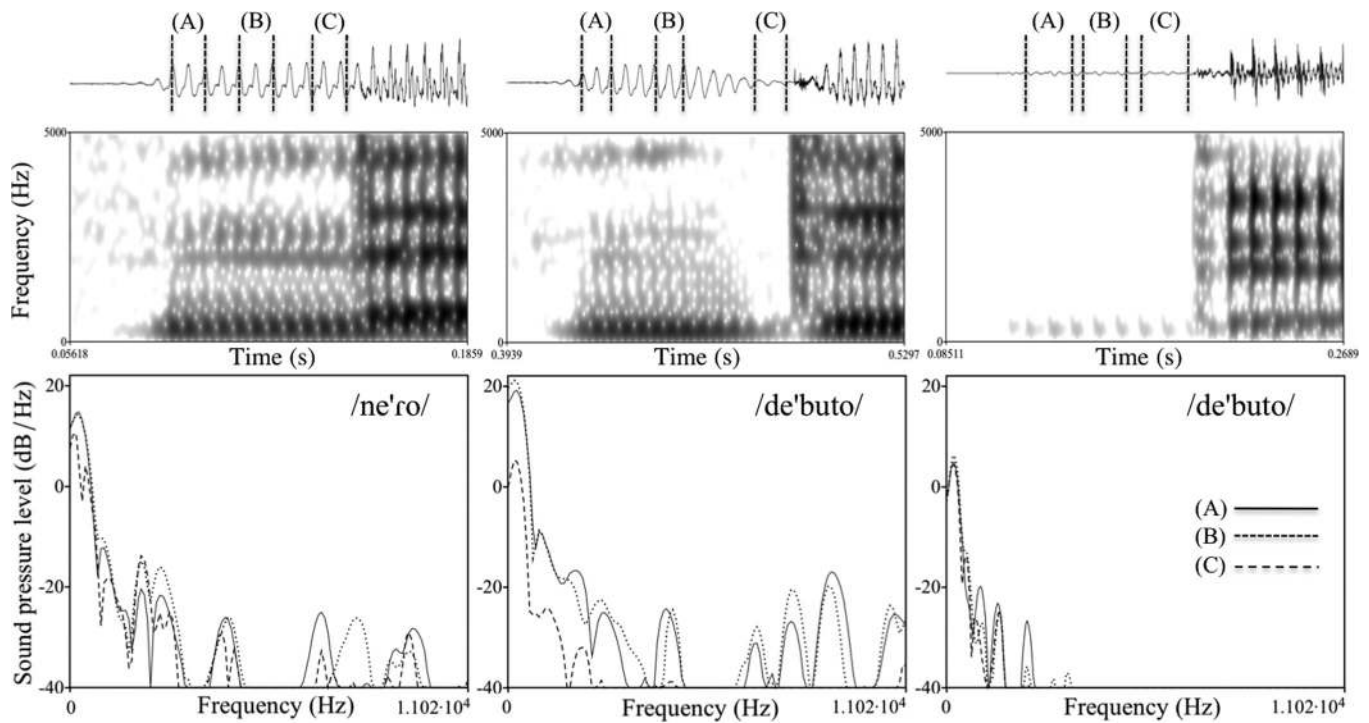 (A) (B) (C) (A) (B) (C) (A) (B) (C)
5000 5000 5000
Frequency (Hz)
0 0 0
0.05618 Time (s) 0.1859 0.3939 Time (s) 0.5297 0.08511 Time (s) 0.2689
20 20 20
/ne'ɾo/ /de'buto/ /de'buto/
Sound pressure level (dB / Hz)
0 0 0
(A)
(B)
-20 -20 -20
(C)
-40 -40 -40
0 Frequency (Hz) 1.102·10⁴ 0 Frequency (Hz) 1.102·10⁴ 0 Frequency (Hz) 1.102·10⁴